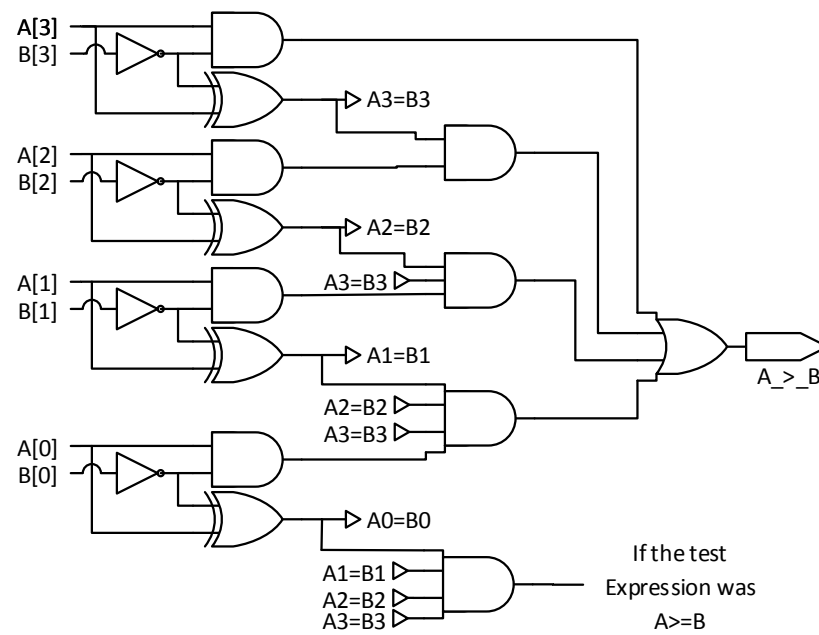 A[3]
B[3]
A3=B3
A[2]
B[2]
A2=B2
A[1]
A3=B3
B[1]
A1=B1
A_>_B
A2=B2
A3=B3
A[0]
B[0]
A0=B0
A1=B1
A2=B2
A3=B3
If the test
Expression was
A>=B